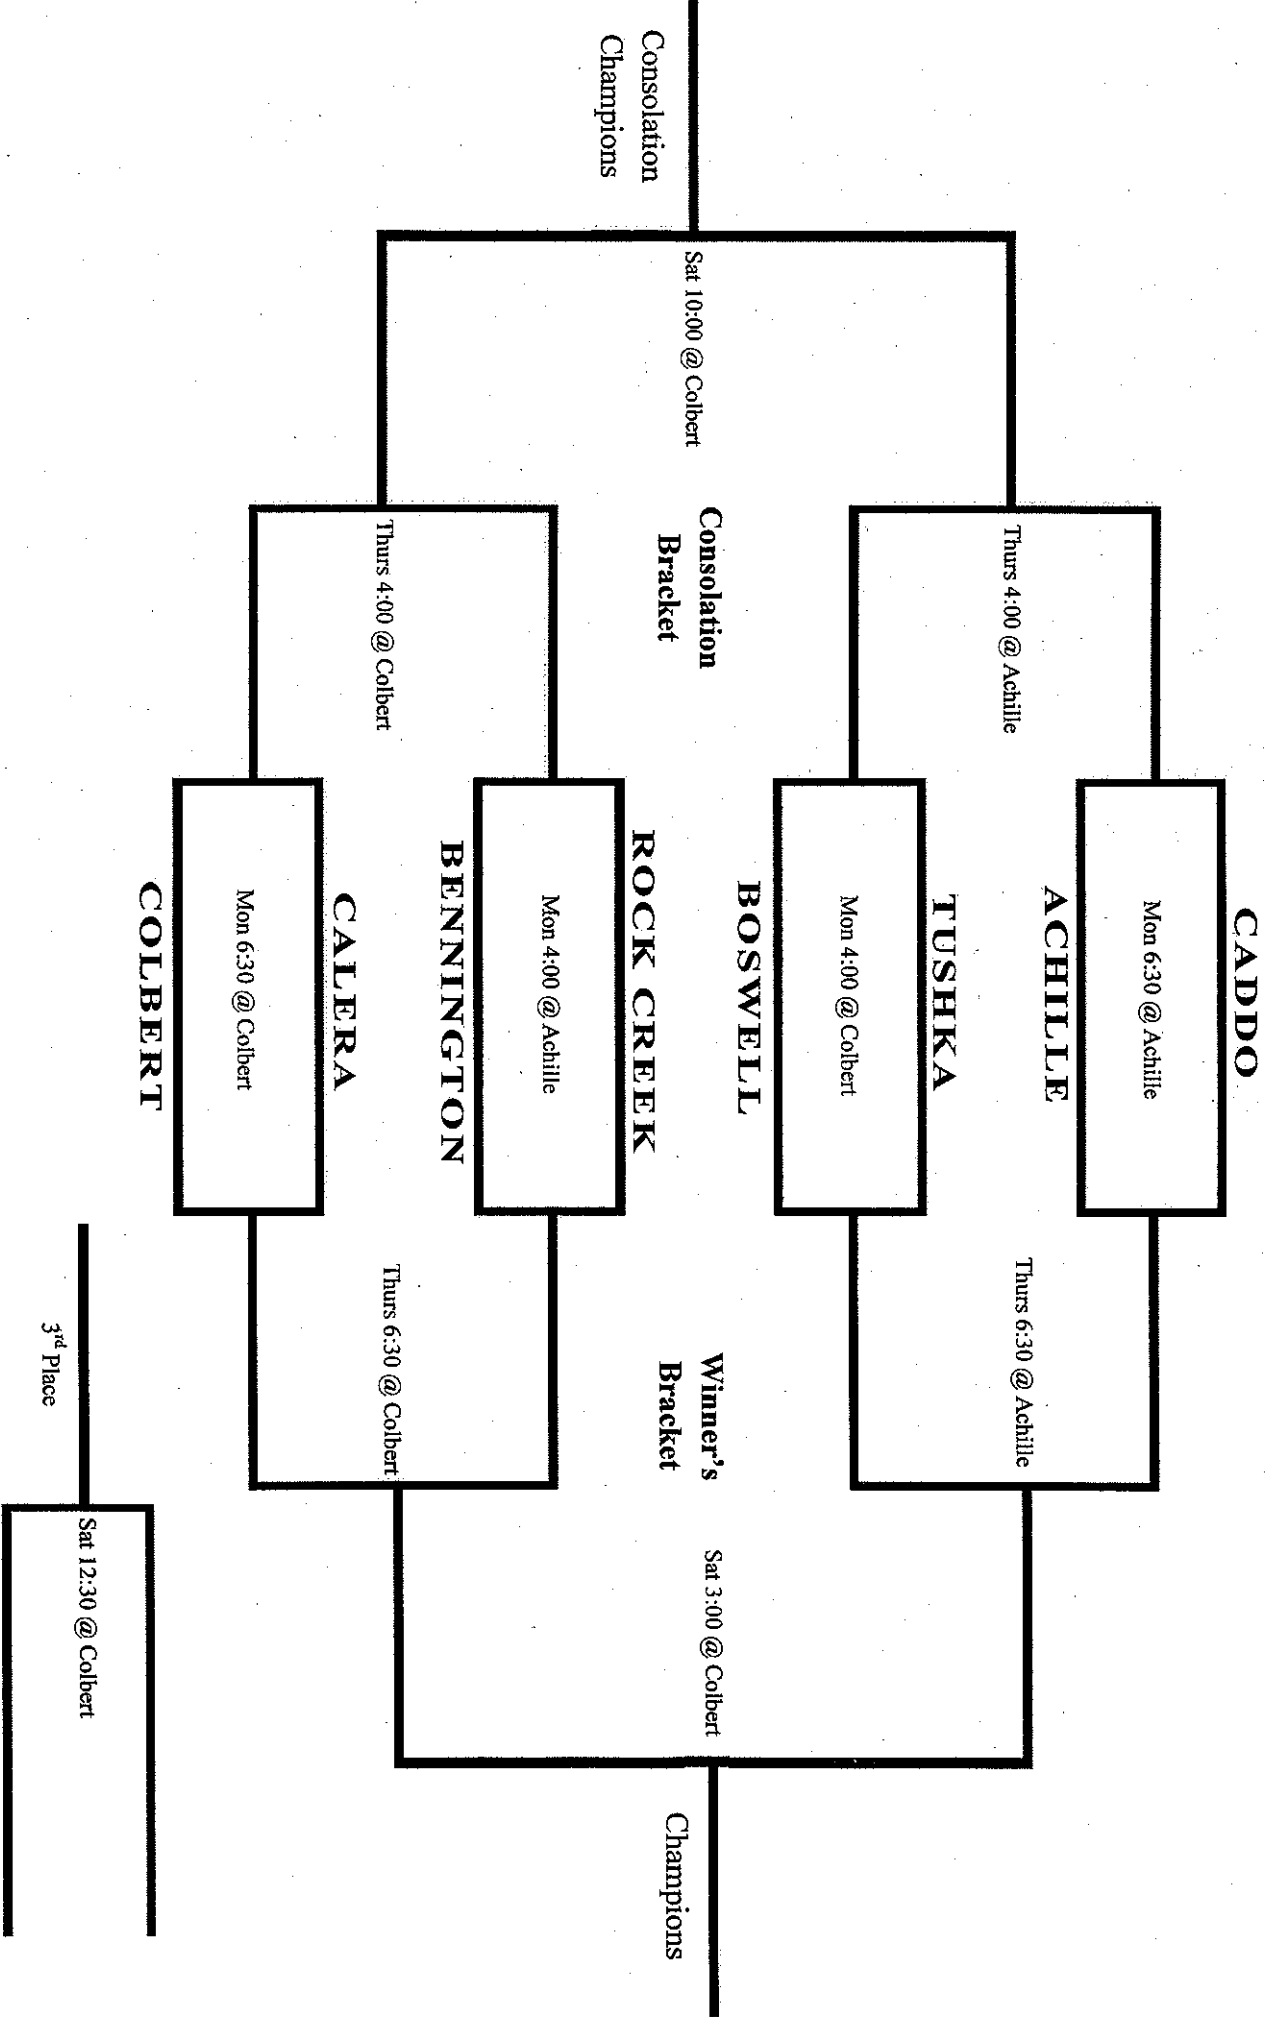 CADDO
Mon 6:30 @ Achille
ACHILLE
Thurs 4:00 @ Achille
Thurs 6:30 @ Achille
TUSHKA
Mon 4:00 @ Colbert
BOSWELL
Consolation
Champions
Sat 10:00 @ Colbert
Consolation
Bracket
Winner's
Bracket
Sat 3:00 @ Colbert
Champions
ROCK CREEK
Mon 4:00 @ Achille
BENNINGTON
Thurs 4:00 @ Colbert
Thurs 6:30 @ Colbert
CALERA
Mon 6:30 @ Colbert
COLBERT
Sat 12:30 @ Colbert
3rd Place